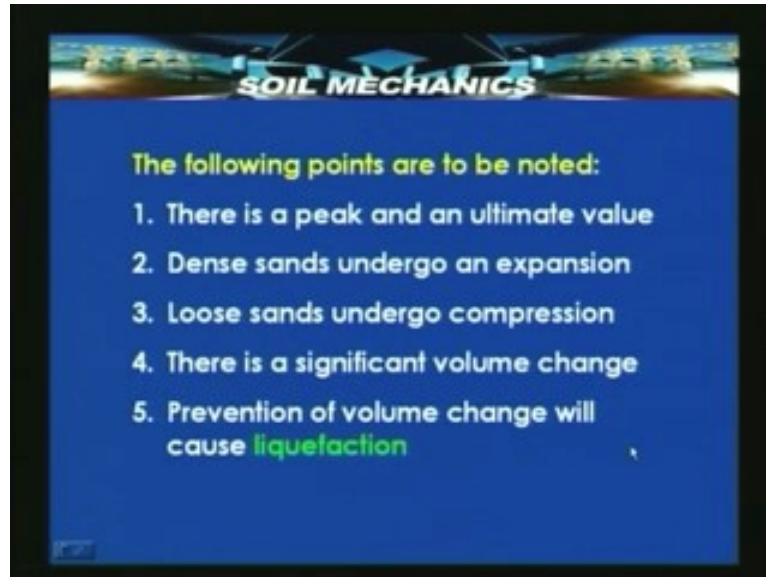 SOIL MECHANICS
The following points are to be noted:
1. There is a peak and an ultimate value
2. Dense sands undergo an expansion
3. Loose sands undergo compression
4. There is a significant volume change
5. Prevention of volume change will
cause liquefaction